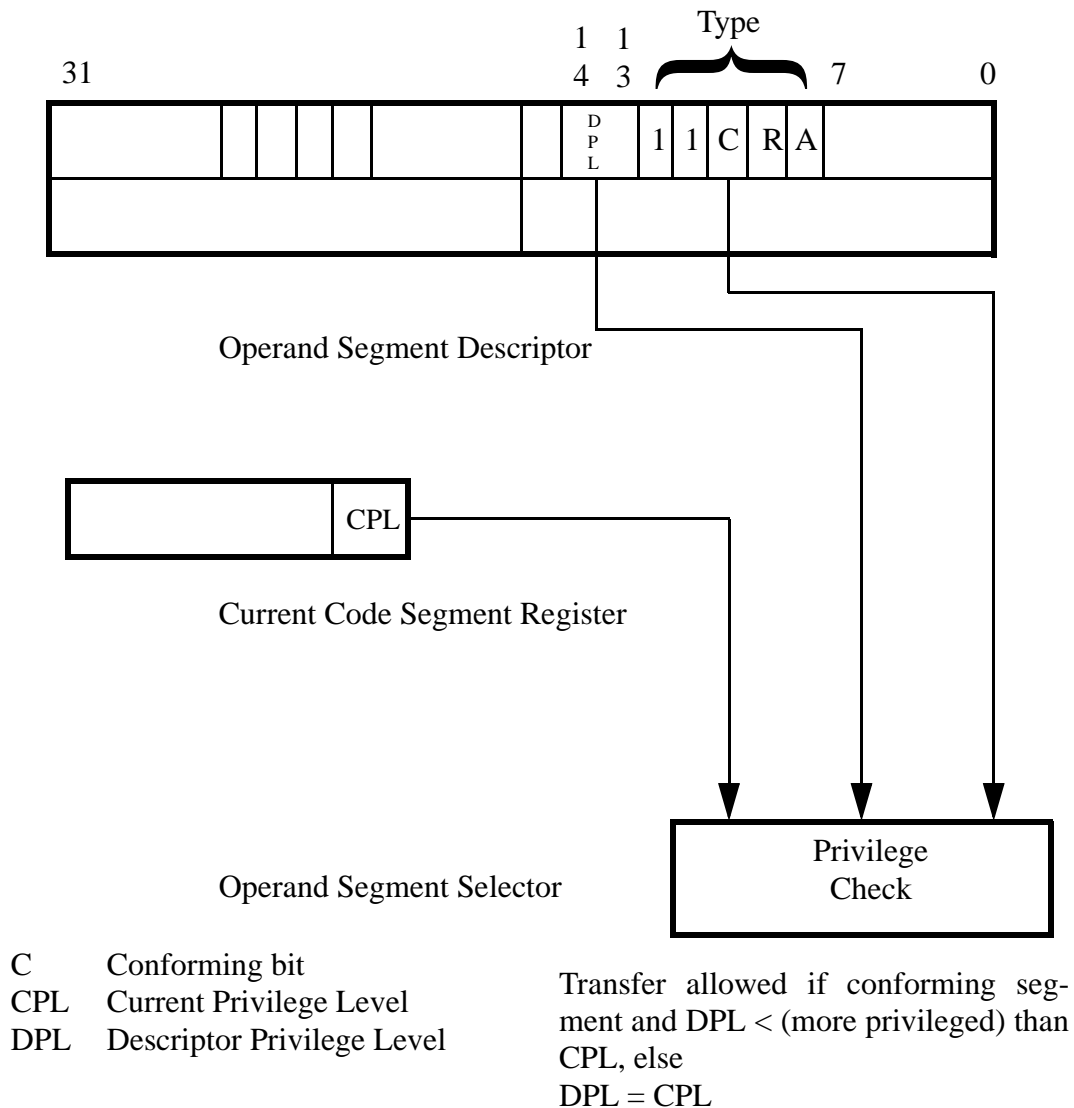 Type
1 1
31 4 3 7 0
D
P
L
1 1 C R A
Operand Segment Descriptor
CPL
Current Code Segment Register
Privilege
Check
Operand Segment Selector
C Conforming bit
CPL Current Privilege Level
DPL Descriptor Privilege Level
Transfer allowed if conforming seg-
ment and DPL < (more privileged) than
CPL, else
DPL = CPL